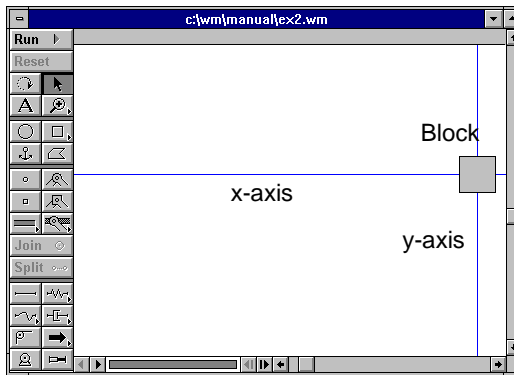 c:\wm\manual\ex2.wm
Run
Reset
A
Block
x-axis
y-axis
Join
Split